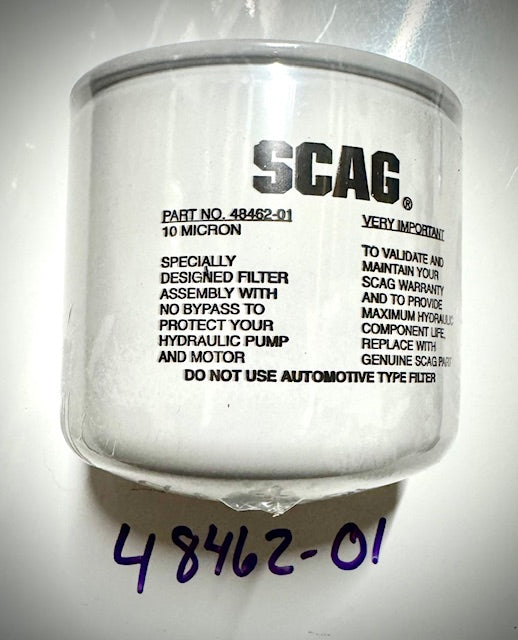 SCAG®
PART NO. 48462-01
10 MICRON
SPECIALLY
DESIGNED FILTER
ASSEMBLY WITH
NO BYPASS TO
PROTECT YOUR
HYDRAULIC PUMP
AND MOTOR
VERY IMPORTANT
TO VALIDATE AND
MAINTAIN YOUR
SCAG WARRANTY
AND TO PROVIDE
MAXIMUM HYDRAULIC
COMPONENT LIFE,
REPLACE WITH
GENUINE SCAG PART
DO NOT USE AUTOMOTIVE TYPE FILTER
48462-01